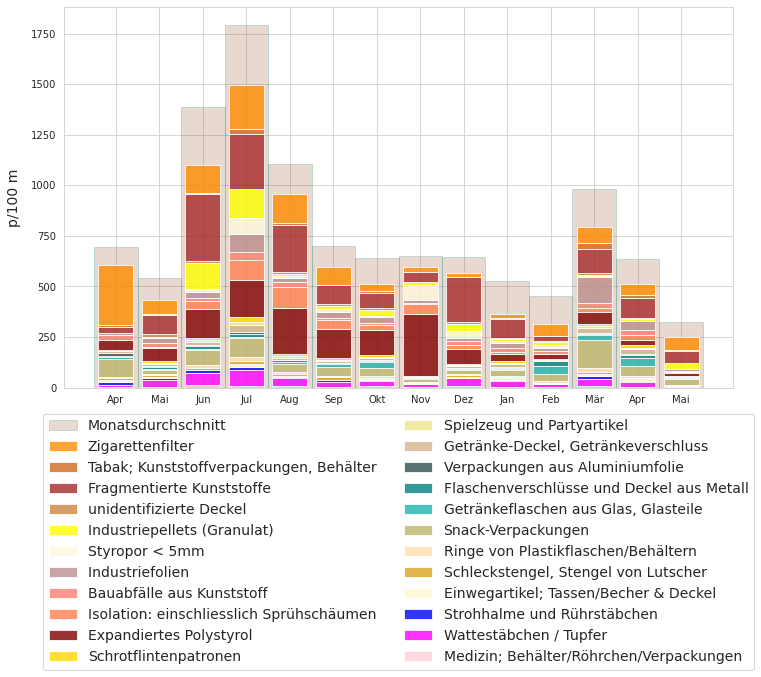 1750
1500
1250
1000
750
500
250
0
p/100 m
Apr Mai Jun Jul Aug Sep Okt Nov Dez Jan Feb Mär Apr Mai
Monatsdurchschnitt
Zigarettenfilter
Tabak; Kunststoffverpackungen, Behälter
Fragmentierte Kunststoffe
unidentifizierte Deckel
Industriepellets (Granulat)
Styropor < 5mm
Industriefolien
Bauabfälle aus Kunststoff
Isolation: einschliesslich Sprühschäumen
Expandiertes Polystyrol
Schrotflintenpatronen
Spielzeug und Partyartikel
Getränke-Deckel, Getränkeverschluss
Verpackungen aus Aluminiumfolie
Flaschenverschlüsse und Deckel aus Metall
Getränkeflaschen aus Glas, Glasteile
Snack-Verpackungen
Ringe von Plastikflaschen/Behältern
Schleckstengel, Stengel von Lutscher
Einwegartikel; Tassen/Becher & Deckel
Strohhalme und Rührstäbchen
Wattestäbchen / Tupfer
Medizin; Behälter/Röhrchen/Verpackungen